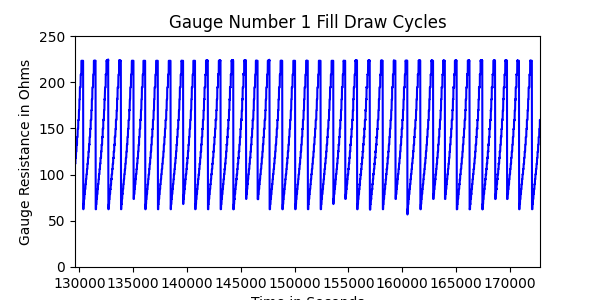 Gauge Number 1 Fill Draw Cycles
250
200
150
100
50
0
Gauge Resistance in Ohms
130000 135000 140000 145000 150000 155000 160000 165000 170000
Time in Seconds